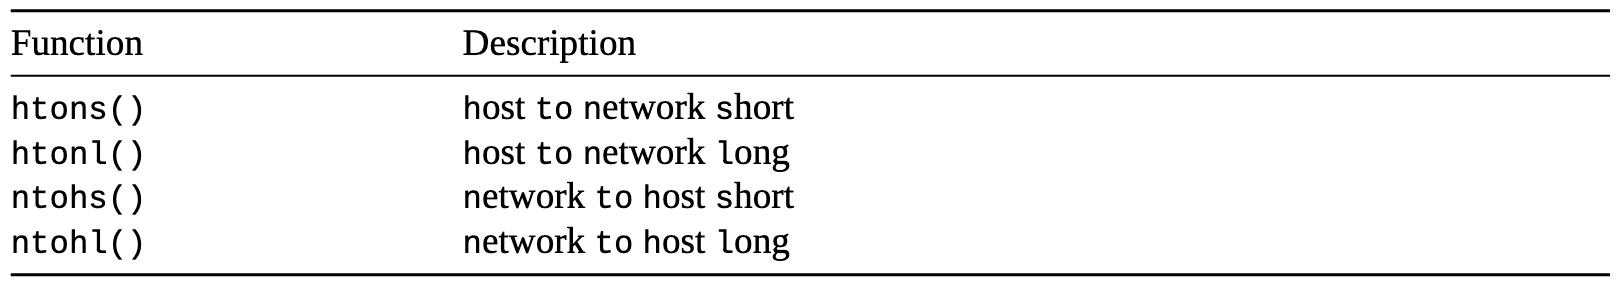 Function Description
htons() host to network short
htonl() host to network long
ntohs() network to host short
ntohl() network to host long